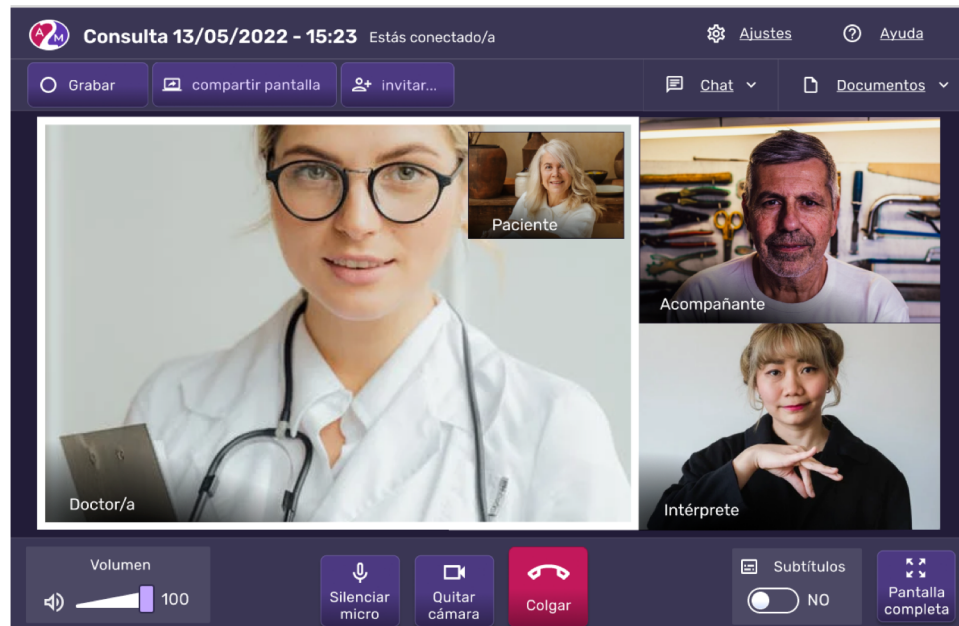 A2M
Consulta 13/05/2022 - 15:23 Estás conectado/a
Ajustes
Ayuda
Grabar
compartir pantalla
invitar...
Chat
Documentos
Paciente
Acompañante
Doctor/a
Intérprete
Volumen
100
Silenciar
micro
Quitar
cámara
Colgar
Subtítulos
NO
Pantalla
completa